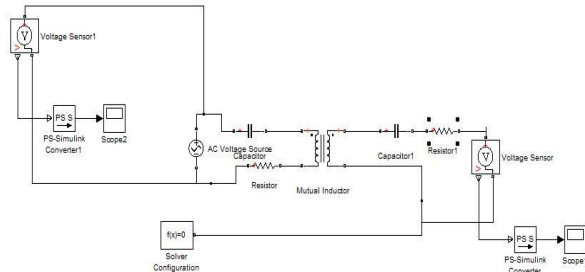 V
Voltage Sensor1
PS S
PS-Simulink
Converter1
Scope2
AC Voltage Source
Capacitor
Resistor
Mutual Inductor
Capacitor1
Resistor1
V
Voltage Sensor
f(x)=0
Solver
Configuration
PS S
PS-Simulink
Converter
Scope